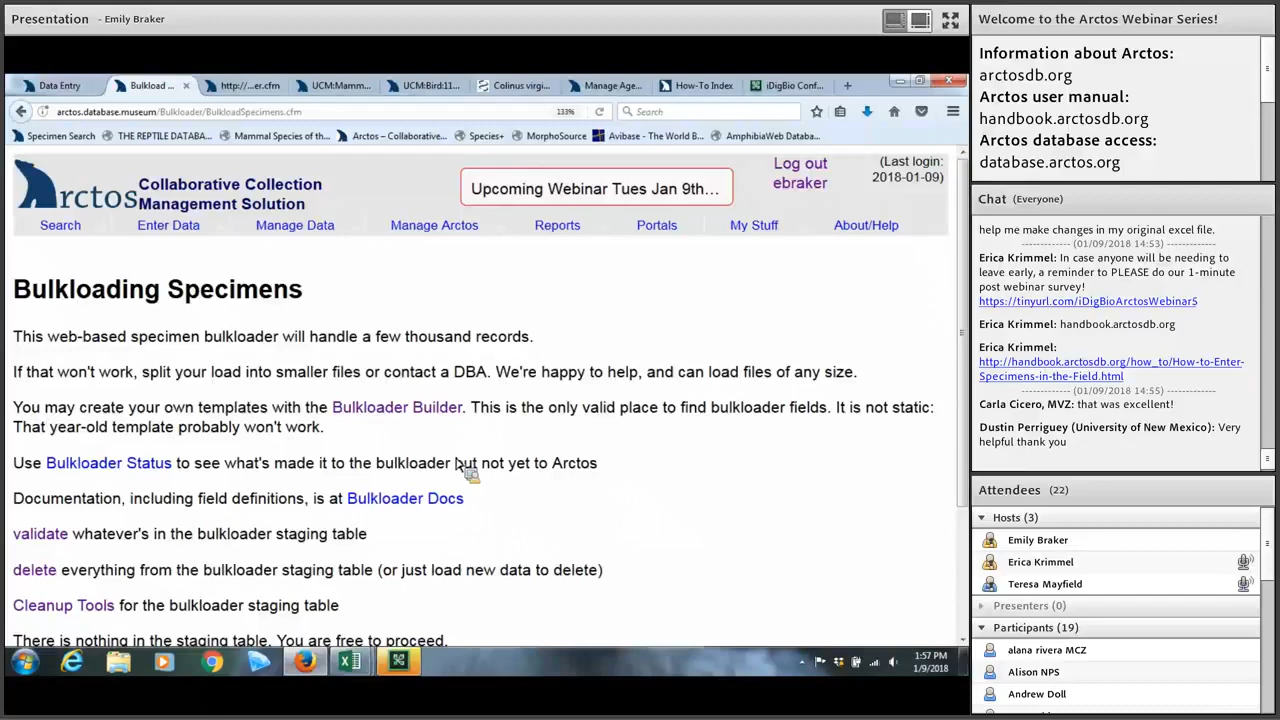 Presentation - Emily Braker
Data Entry
Bulkload ...
http://...er.cfm
UCM:Mamm...
UCM:Bird:11...
Colinus virgi...
Manage Age...
How-To Index
iDigBio Conf...
arctos.database.museum/Bulkloader/BulkloadSpecimens.cfm
133%
Search
Specimen Search
THE REPTILE DATABA...
Mammal Species of th...
Arctos – Collaborative...
Species+
MorphoSource
Avibase - The World B...
AmphibiaWeb Databa...
Arctos
Collaborative Collection
Management Solution
Upcoming Webinar Tues Jan 9th...
Log out
ebraker
(Last login:
2018-01-09)
Search
Enter Data
Manage Data
Manage Arctos
Reports
Portals
My Stuff
About/Help
Bulkloading Specimens
This web-based specimen bulkloader will handle a few thousand records.
If that won't work, split your load into smaller files or contact a DBA. We're happy to help, and can load files of any size.
You may create your own templates with the Bulkloader Builder. This is the only valid place to find bulkloader fields. It is not static:
That year-old template probably won't work.
Use Bulkloader Status to see what's made it to the bulkloader but not yet to Arctos
Documentation, including field definitions, is at Bulkloader Docs
validate whatever's in the bulkloader staging table
delete everything from the bulkloader staging table (or just load new data to delete)
Cleanup Tools for the bulkloader staging table
There is nothing in the staging table. You are free to proceed.
1:57 PM
1/9/2018
Welcome to the Arctos Webinar Series!
Information about Arctos:
arctosdb.org
Arctos user manual:
handbook.arctosdb.org
Arctos database access:
database.arctos.org
Chat (Everyone)
help me make changes in my original excel file.
------------- (01/09/2018 14:53) -------------
Erica Krimmel: In case anyone will be needing to
leave early, a reminder to PLEASE do our 1-minute
post webinar survey!
https://tinyurl.com/iDigBioArctosWebinar5
Erica Krimmel: handbook.arctosdb.org
Erica Krimmel:
http://handbook.arctosdb.org/how_to/How-to-Enter-
Specimens-in-the-Field.html
------------- (01/09/2018 14:55) -------------
Carla Cicero, MVZ: that was excellent!
Dustin Perriguey (University of New Mexico): Very
helpful thank you
Attendees (22)
Hosts (3)
Emily Braker
Erica Krimmel
Teresa Mayfield
Presenters (0)
Participants (19)
alana rivera MCZ
Alison NPS
Andrew Doll